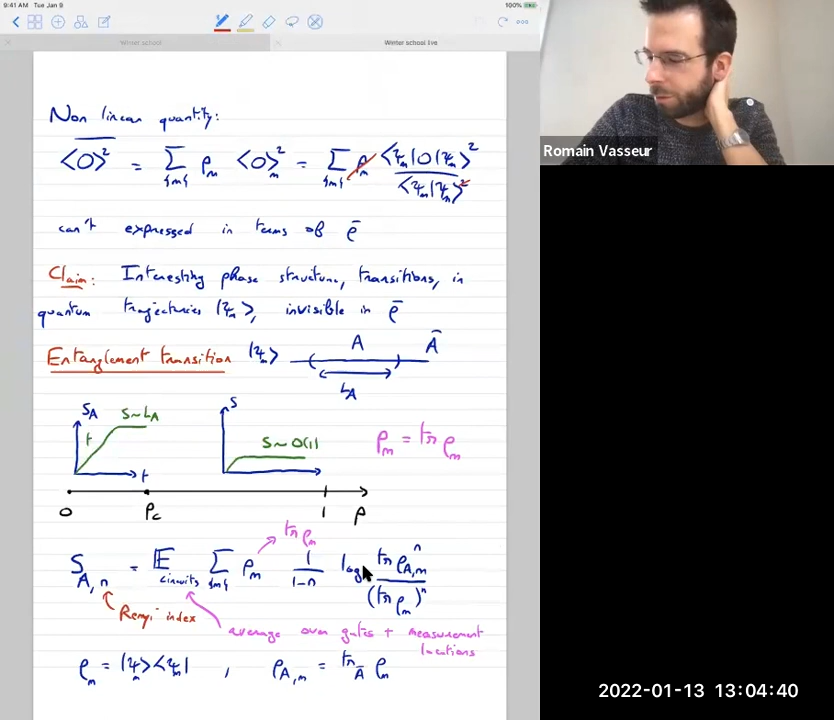 9:41 AM Tue Jan 9
100%
Winter school
Winter school live
Non linear quantity:
<O>² = Σ_{m} p_m <O>²_m = Σ_{m} p_m <ψ_m|O|ψ_m>² / <ψ_m|ψ_m>²
can't expressed in terms of ρ̄
Claim: Interesting phase structure, transitions, in
quantum trajectories |ψ_m>, invisible in ρ̄
Entanglement transition |ψ_m> A Ā
L_A
S_A S~L_A S S~O(1) p_m = tr ρ_m
t t
0 p_c 1 p
tr ρ_m
S_{A,n} = 𝔼_{circuits} Σ_{m} p_m 1/(1-n) log tr ρ_{A,m}^n / (tr ρ_m)^n
Renyi index
average over gates + measurement
locations
ρ_m = |ψ_m><ψ_m| , ρ_{A,m} = tr_Ā ρ_m
Romain Vasseur
2022-01-13 13:04:40